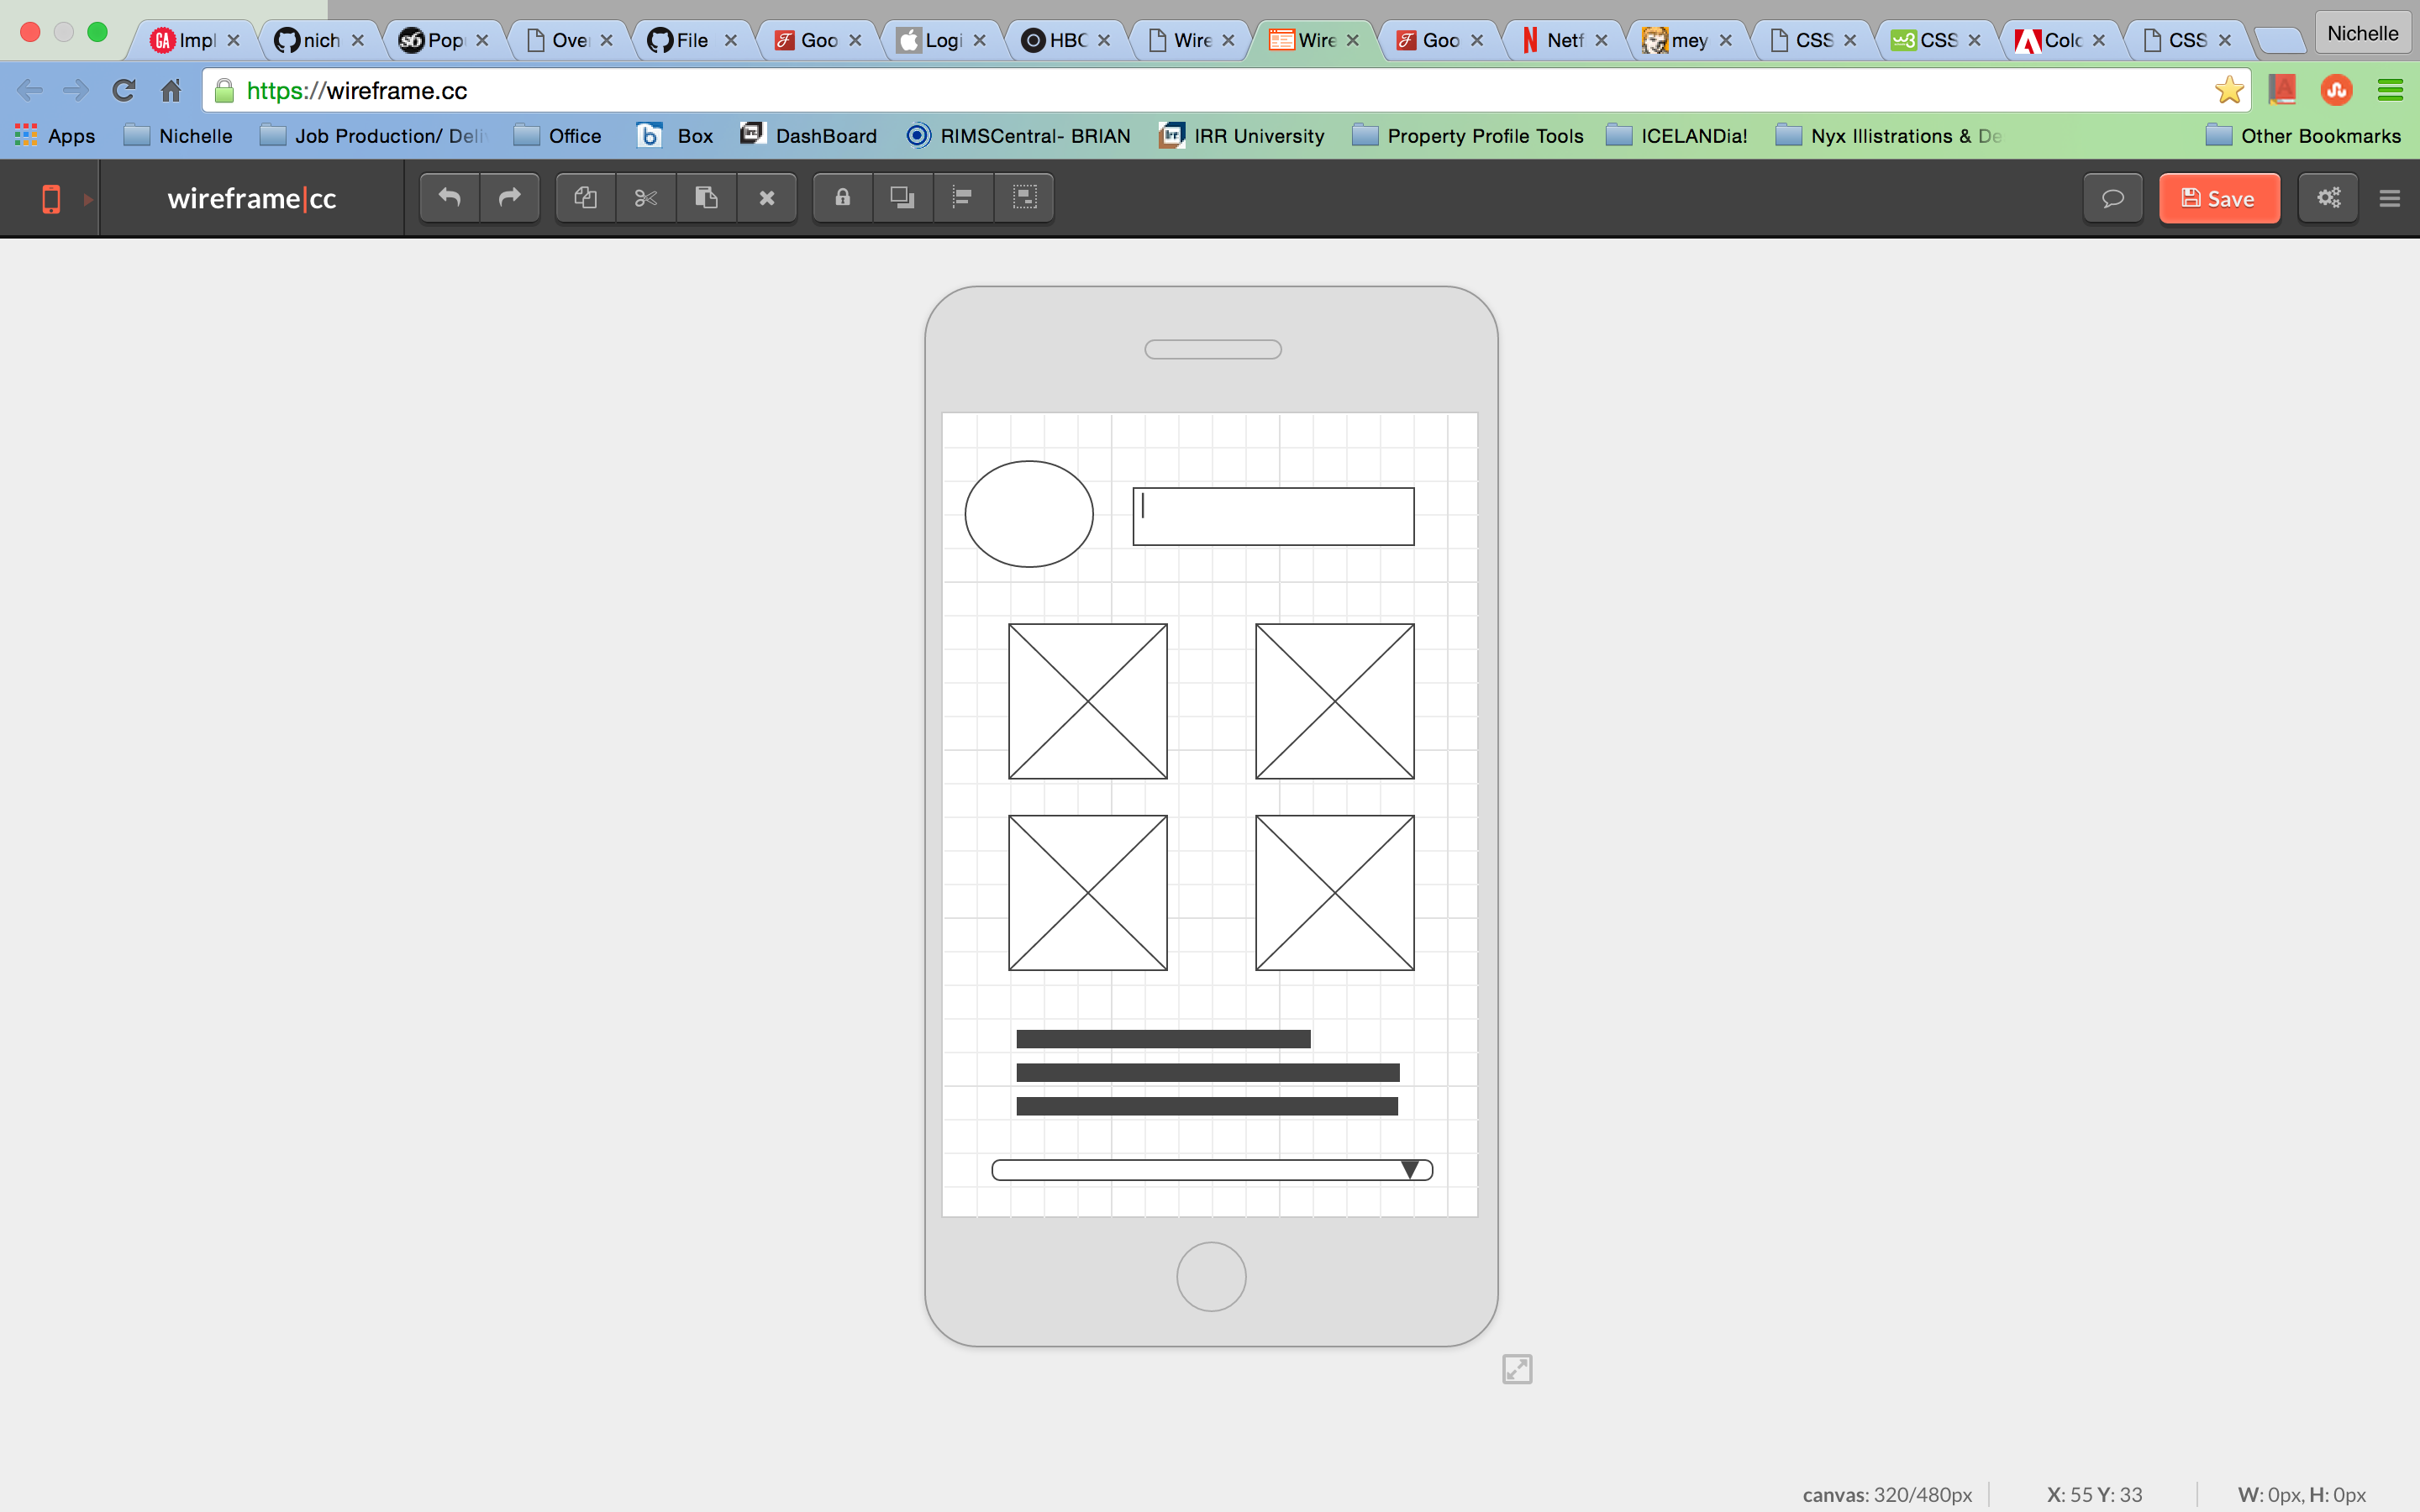 Impl nich Pop Ove File Goo Logi HBC Wire Wire Goo Netf mey CSS CSS Colo CSS Nichelle
https://wireframe.cc
Apps Nichelle Job Production/ Deli Office Box DashBoard RIMSCentral- BRIAN IRR University Property Profile Tools ICELANDia! Nyx Illistrations & De Other Bookmarks
wireframe|cc Save
canvas: 320/480px X: 55 Y: 33 W: 0px, H: 0px